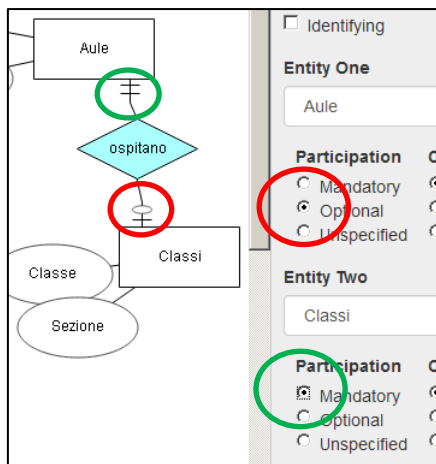 Aule
ospitano
Classi
Classe
Sezione
Identifying
Entity One
Aule
Participation C
Mandatory
Optional
Unspecified
Entity Two
Classi
Participation C
Mandatory
Optional
Unspecified